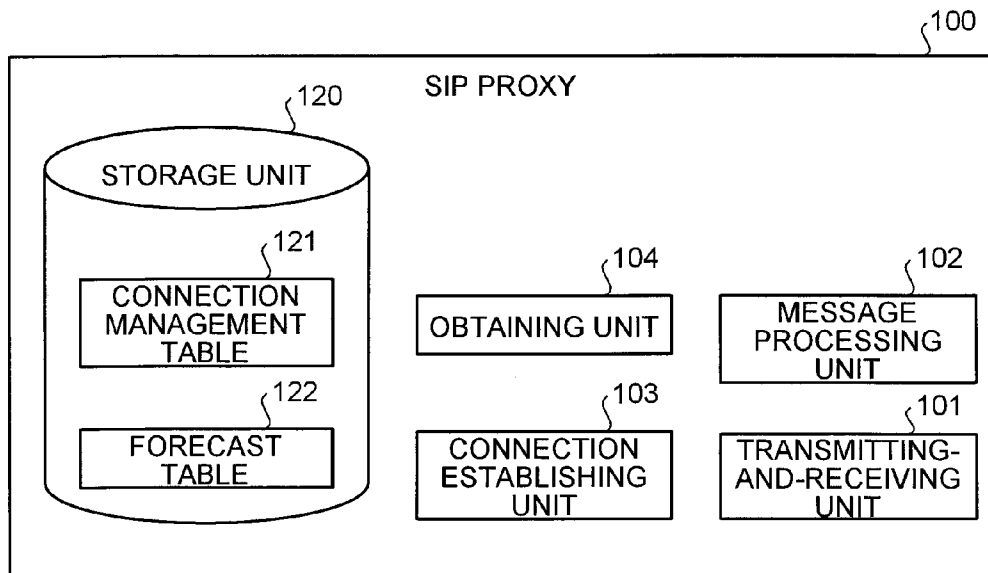 100
SIP PROXY
120
STORAGE UNIT
121
CONNECTION
MANAGEMENT
TABLE
122
FORECAST
TABLE
104
OBTAINING UNIT
102
MESSAGE
PROCESSING
UNIT
103
CONNECTION
ESTABLISHING
UNIT
101
TRANSMITTING-
AND-RECEIVING
UNIT